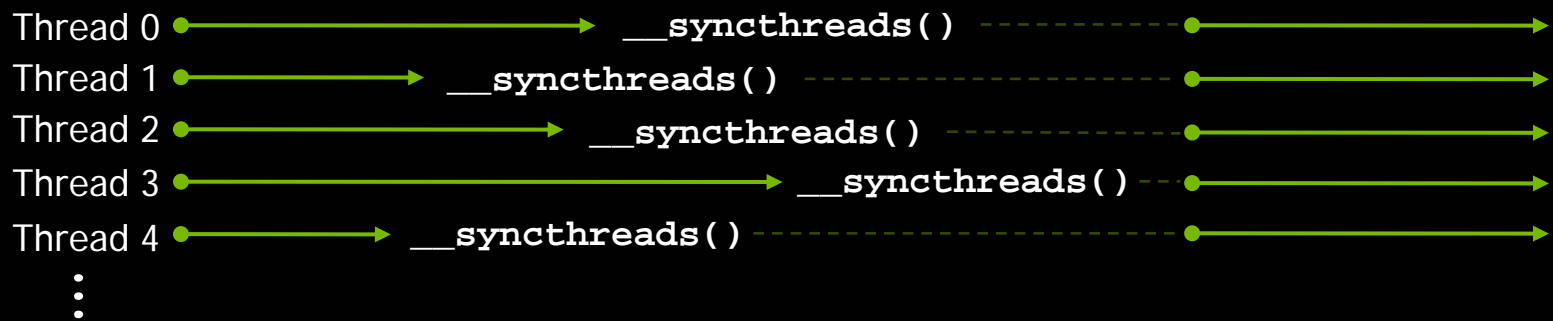 Thread 0 __syncthreads()
Thread 1 __syncthreads()
Thread 2 __syncthreads()
Thread 3 __syncthreads()
Thread 4 __syncthreads()